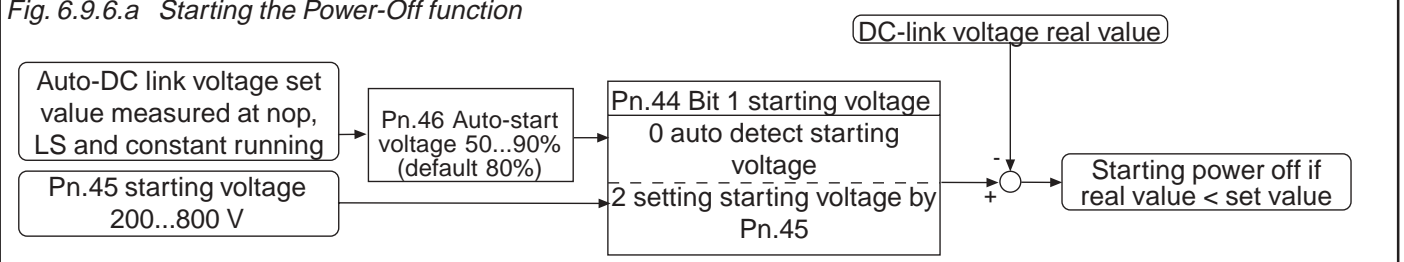 Fig. 6.9.6.a Starting the Power-Off function
DC-link voltage real value
Auto-DC link voltage set
value measured at nop,
LS and constant running
Pn.46 Auto-start
voltage 50...90%
(default 80%)
Pn.44 Bit 1 starting voltage
0 auto detect starting
voltage
2 setting starting voltage by
Pn.45
Pn.45 starting voltage
200...800 V
-
+
Starting power off if
real value < set value